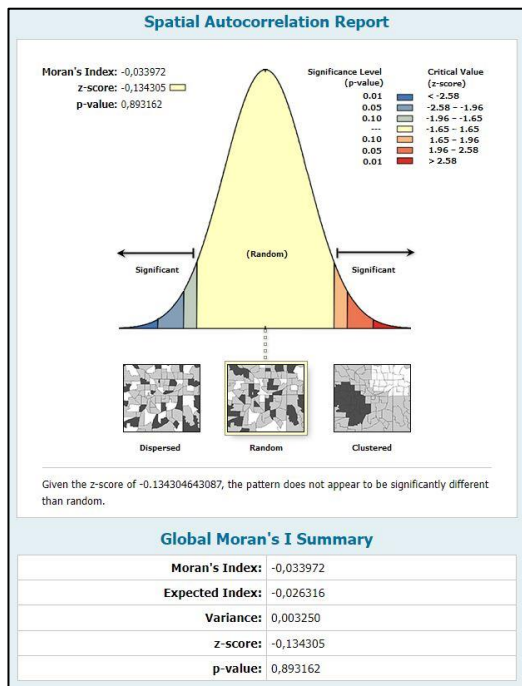 Spatial Autocorrelation Report
Moran's Index: -0,033972
z-score: -0,134305
p-value: 0,893162
Significance Level Critical Value
(p-value) (z-score)
0.01 < -2.58
0.05 -2.58 – -1.96
0.10 -1.96 – -1.65
--- -1.65 – 1.65
0.10 1.65 – 1.96
0.05 1.96 – 2.58
0.01 > 2.58
Significant (Random) Significant
Dispersed Random Clustered
Given the z-score of -0.134304643087, the pattern does not appear to be significantly different
than random.
Global Moran's I Summary
Moran's Index: -0,033972
Expected Index: -0,026316
Variance: 0,003250
z-score: -0,134305
p-value: 0,893162